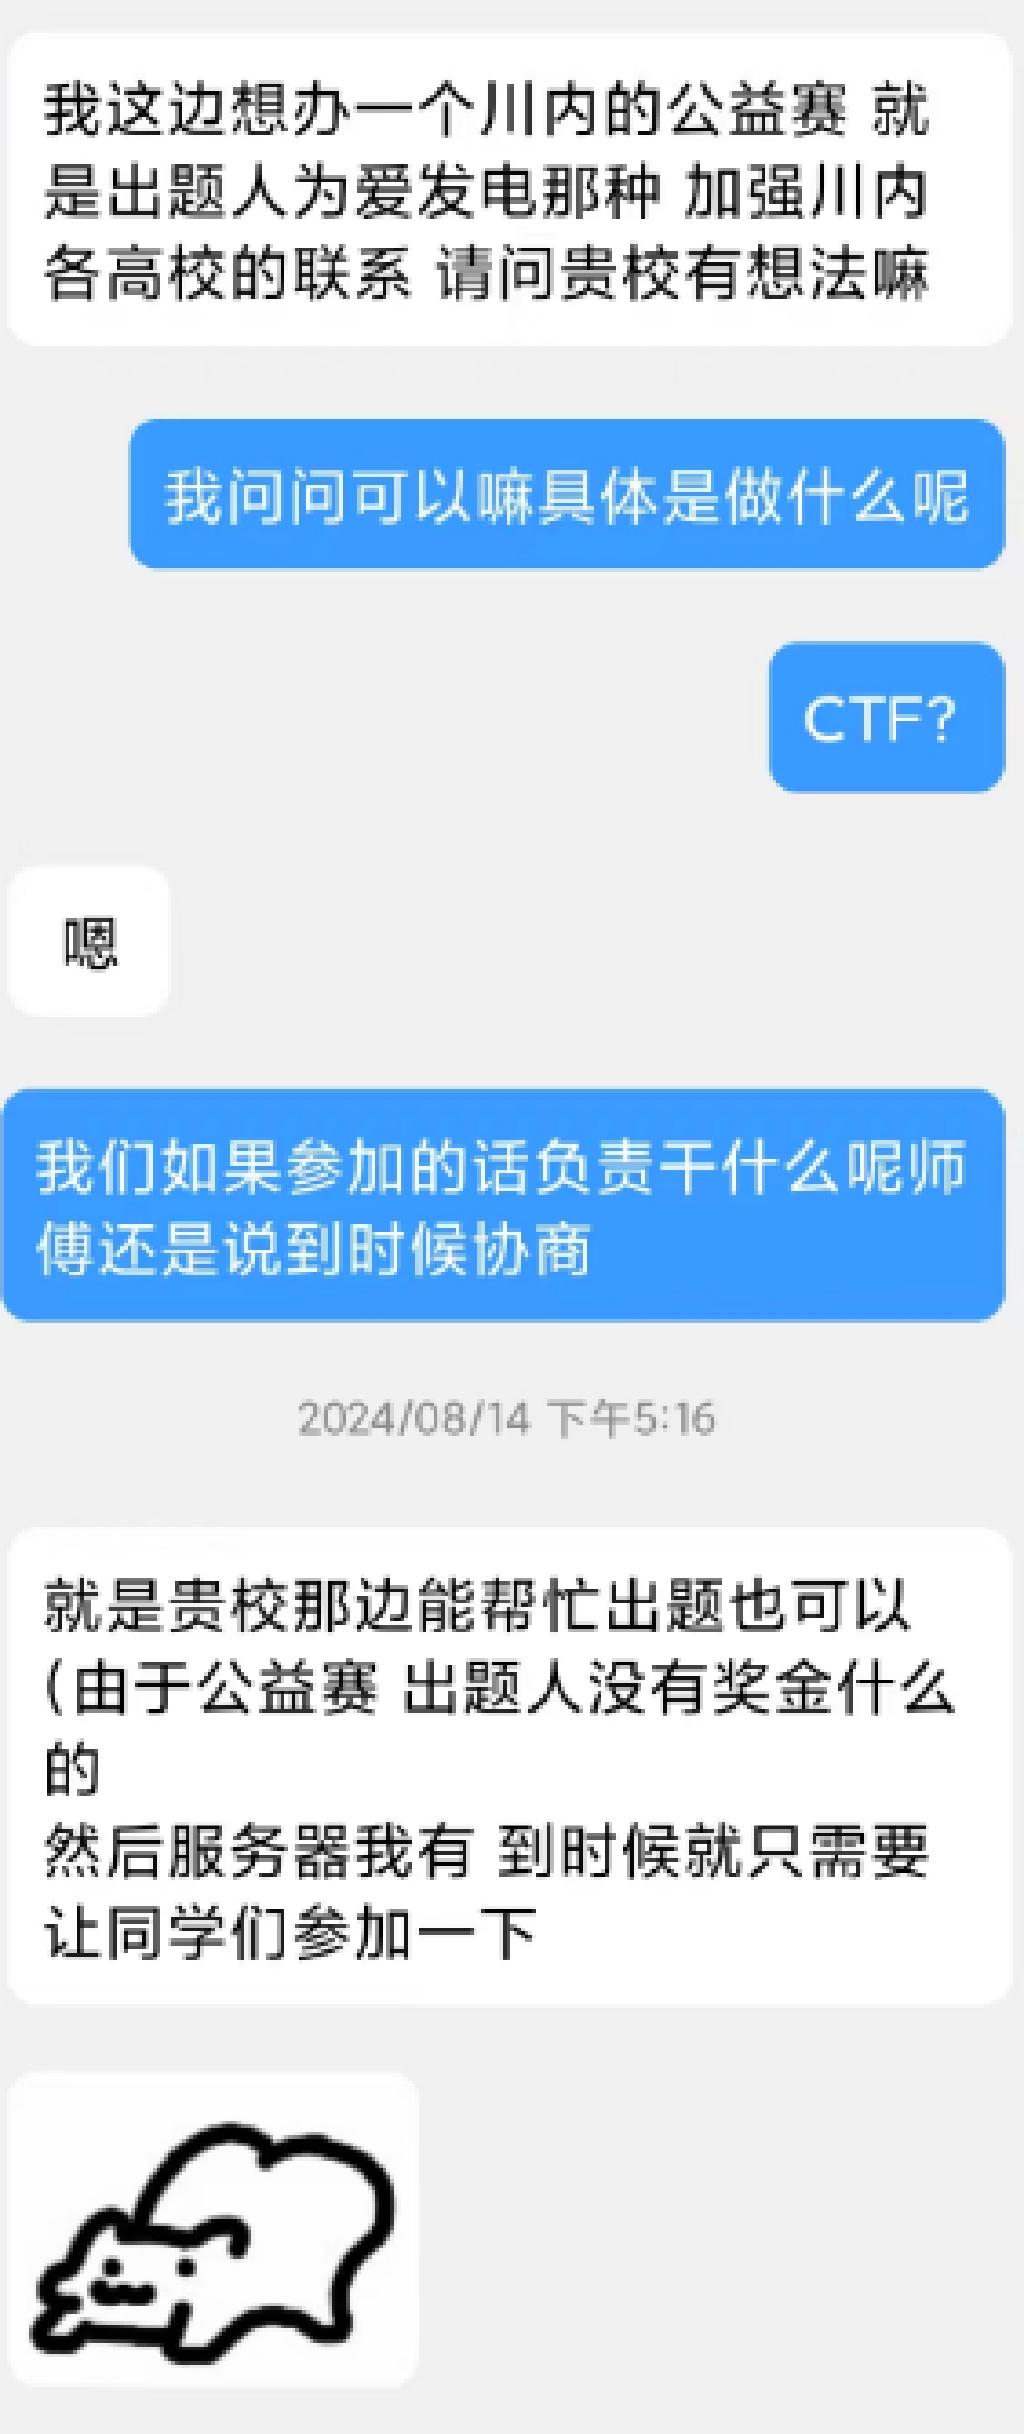 我这边想办一个川内的公益赛 就
是出题人为爱发电那种 加强川内
各高校的联系 请问贵校有想法嘛
我问问可以嘛具体是做什么呢
CTF?
嗯
我们如果参加的话负责干什么呢师
傅还是说到时候协商
2024/08/14 下午5:16
就是贵校那边能帮忙出题也可以
(由于公益赛 出题人没有奖金什么
的
然后服务器我有 到时候就只需要
让同学们参加一下